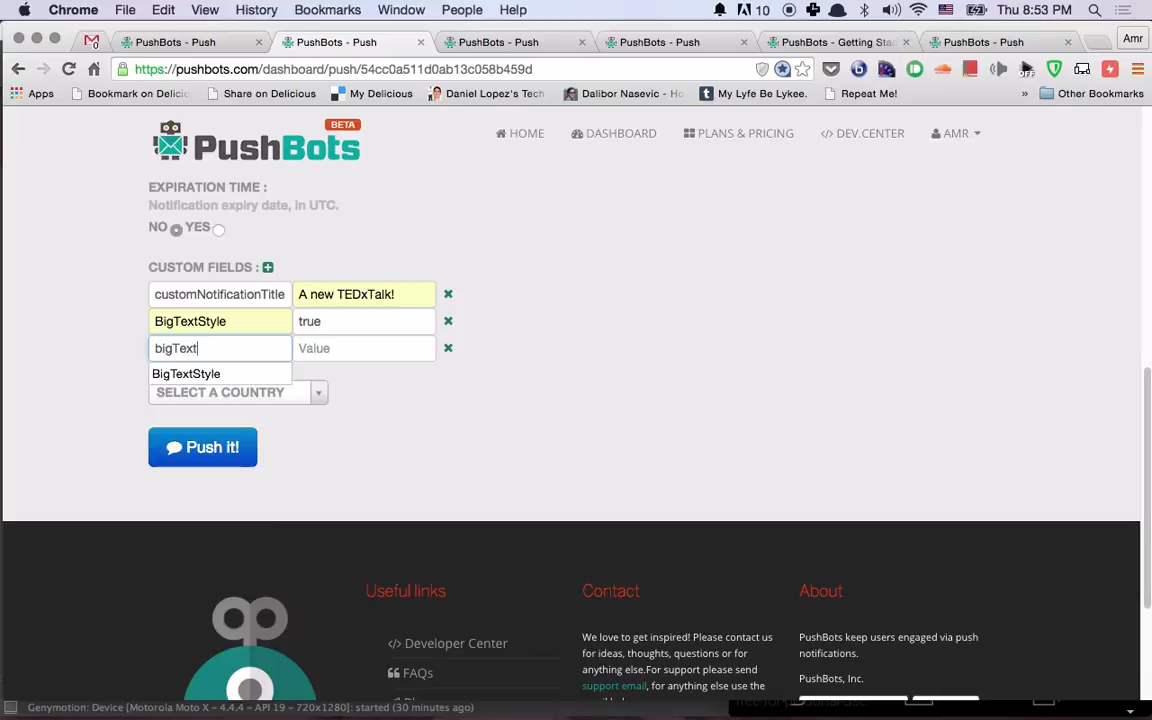 Chrome File Edit View History Bookmarks Window People Help 10 Thu 8:53 PM
PushBots - Push PushBots - Push PushBots - Push PushBots - Push PushBots - Getting Sta PushBots - Push Amr
https://pushbots.com/dashboard/push/54cc0a511d0ab13c058b459d
Apps Bookmark on Delicio Share on Delicious My Delicious Daniel Lopez's Tech Dalibor Nasevic - Ho My Lyfe Be Lykee. Repeat Me! » Other Bookmarks
BETA
PushBots HOME DASHBOARD PLANS & PRICING </> DEV.CENTER AMR
EXPIRATION TIME :
Notification expiry date, in UTC.
NO YES
CUSTOM FIELDS :
customNotificationTitle A new TEDxTalk!
BigTextStyle true
bigText Value
BigTextStyle
SELECT A COUNTRY
Push it!
Useful links Contact About
</> Developer Center
FAQs
We love to get inspired! Please contact us
for ideas, thoughts, questions or for
anything else.For support please send
support email, for anything else use the
PushBots keep users engaged via push
notifications.
PushBots, Inc.
Genymotion: Device [Motorola Moto X - 4.4.4 - API 19 - 720x1280]: started (30 minutes ago)